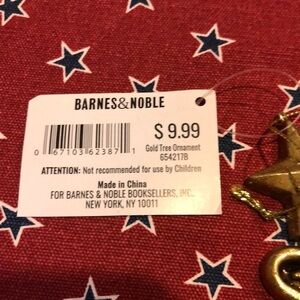 BARNES&NOBLE
$ 9.99
0 67103 62387 1
Gold Tree Ornament
6542178
ATTENTION: Not recommended for use by Children
Made in China
FOR BARNES & NOBLE BOOKSELLERS, INC.
NEW YORK, NY 10011